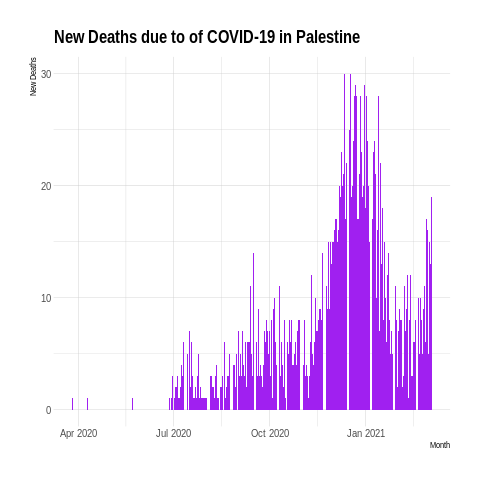 New Deaths due to of COVID-19 in Palestine
New Deaths
30
20
10
0
Apr 2020 Jul 2020 Oct 2020 Jan 2021
Month